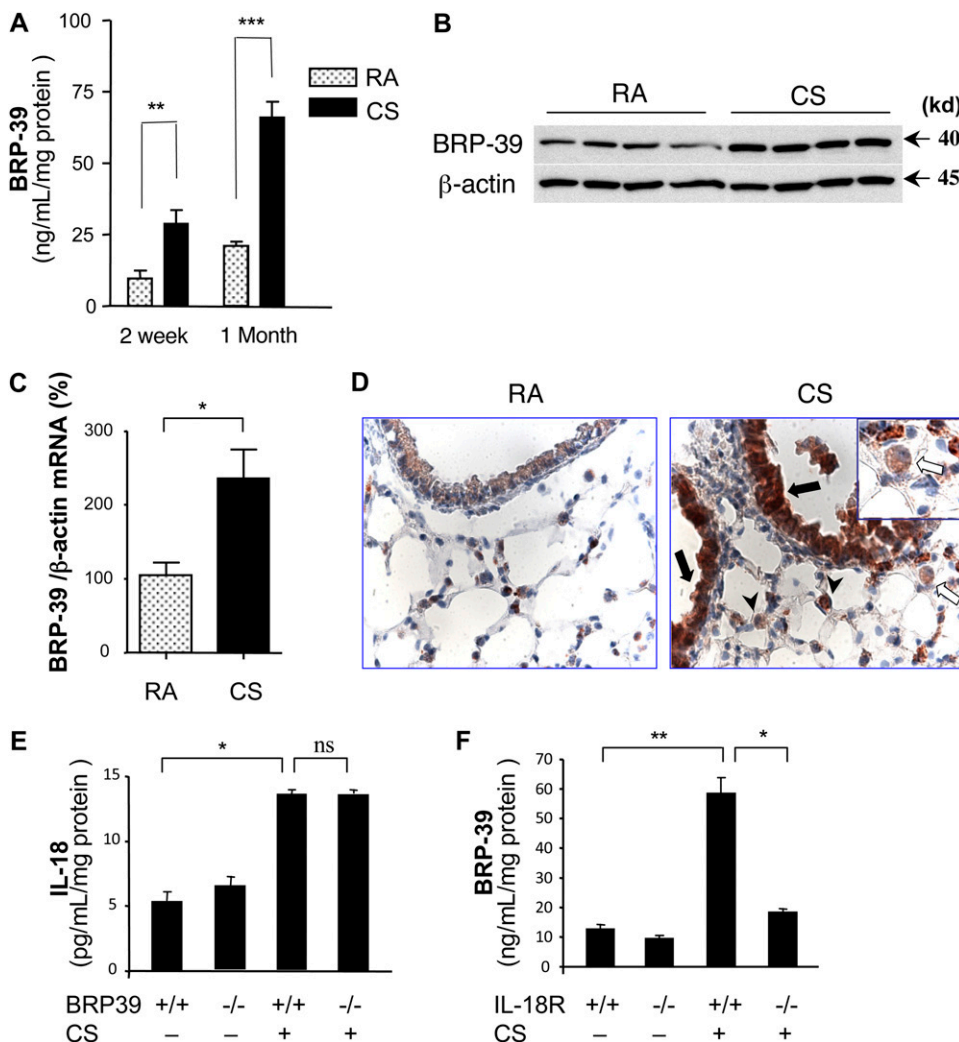 A
BRP-39
(ng/mL/mg protein )
100
75
50
25
0
**
***
RA
CS
2 week
1 Month
B
RA
CS
(kd)
BRP-39
40
β-actin
45
C
BRP-39 /β-actin mRNA (%)
300
200
100
0
*
RA
CS
D
RA
CS
E
IL-18
(pg/mL/mg protein )
15
10
5
0
*
ns
BRP39 +/+ -/- +/+ -/-
CS – – + +
F
BRP-39
(ng/mL/mg protein )
70
60
50
40
30
20
10
0
**
*
IL-18R +/+ -/- +/+ -/-
CS – – + +